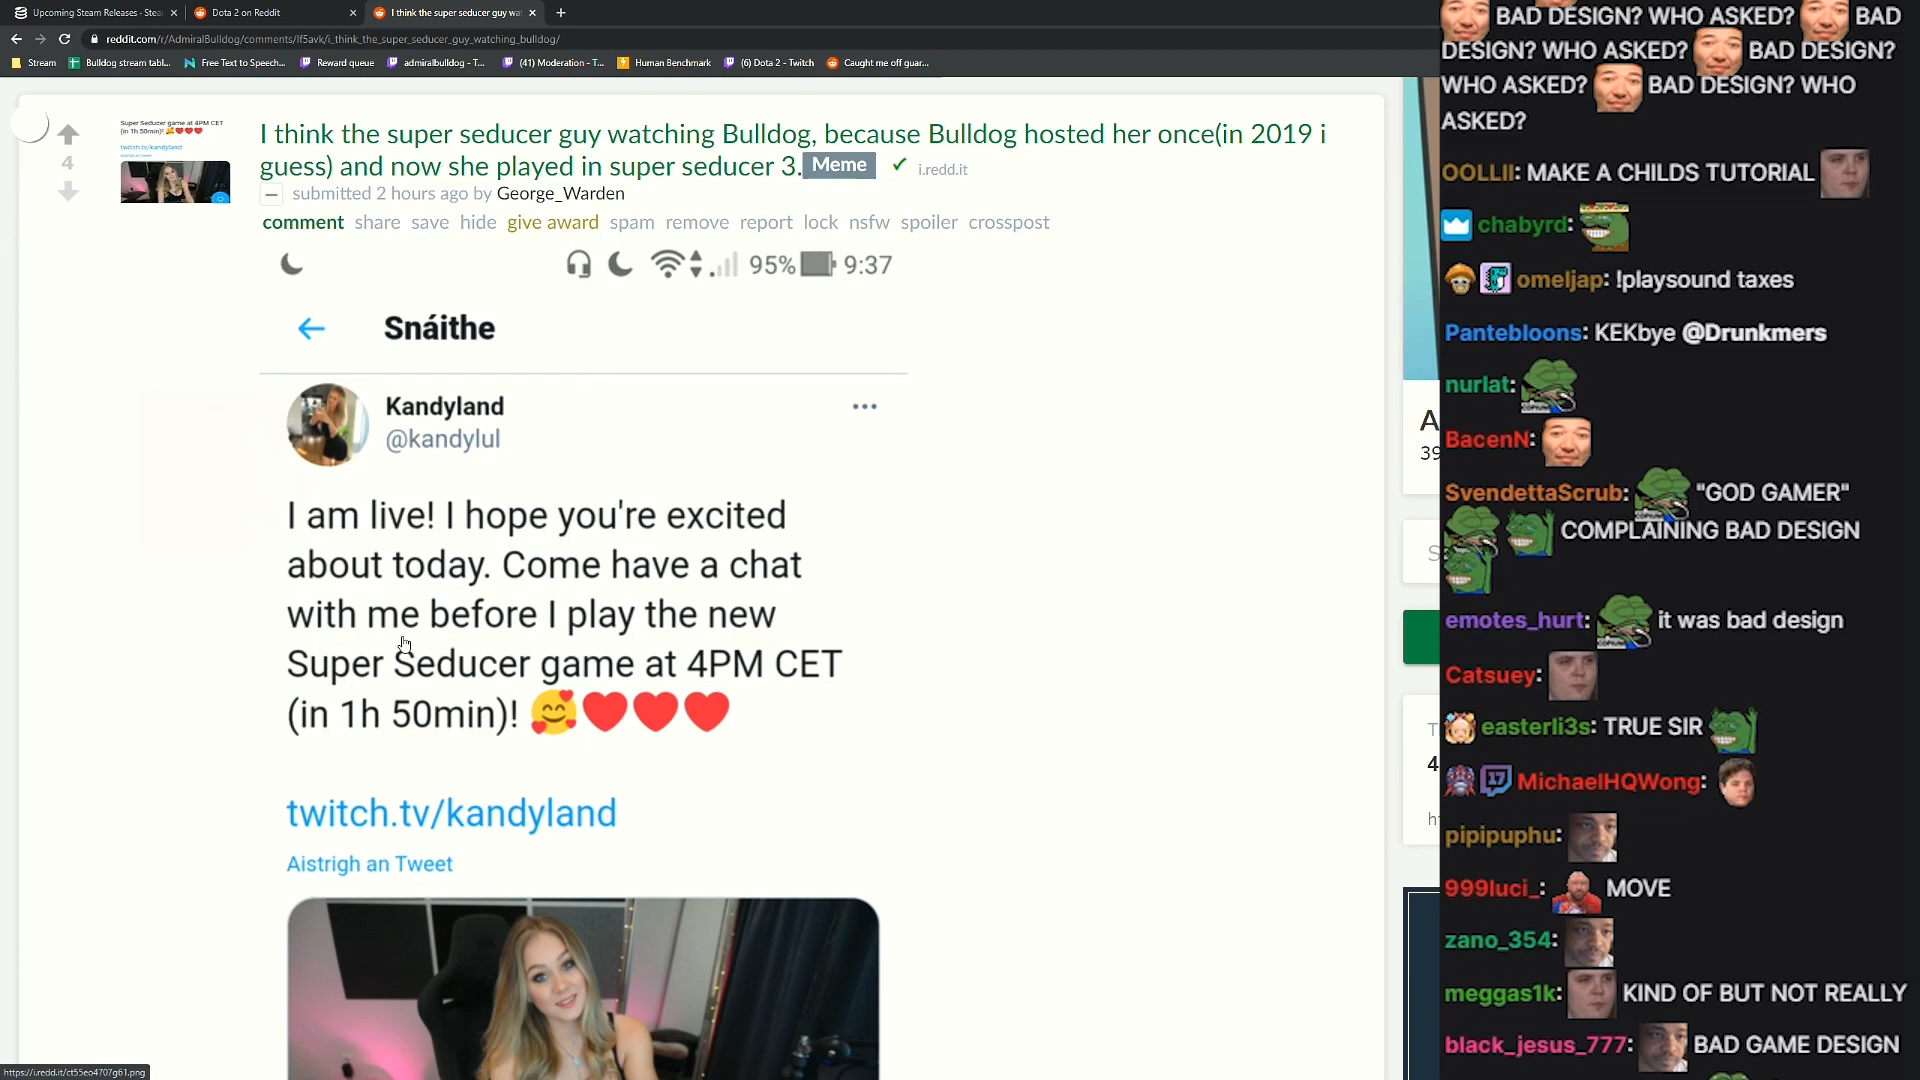 Upcoming Steam Releases - Stea
Dota 2 on Reddit
I think the super seducer guy wat
reddit.com/r/AdmiralBulldog/comments/lf5avk/i_think_the_super_seducer_guy_watching_bulldog/
Stream
Bulldog stream tabl...
Free Text to Speech...
Reward queue
admiralbulldog - T...
(41) Moderation - T...
Human Benchmark
(6) Dota 2 - Twitch
Caught me off guar...
Super Seducer game at 4PM CET
(in 1h 50min)! 🥰❤️❤️❤️
twitch.tv/kandyland
4
I think the super seducer guy watching Bulldog, because Bulldog hosted her once(in 2019 i
guess) and now she played in super seducer 3. Meme ✓ i.redd.it
submitted 2 hours ago by George_Warden
comment share save hide give award spam remove report lock nsfw spoiler crosspost
95% 9:37
Snáithe
Kandyland
@kandylul
I am live! I hope you're excited
about today. Come have a chat
with me before I play the new
Super Seducer game at 4PM CET
(in 1h 50min)! 🥰❤️❤️❤️
twitch.tv/kandyland
Aistrigh an Tweet
https://i.redd.it/ct55eo4707g61.png
A
39
S
T
4
BAD DESIGN? WHO ASKED? BAD
DESIGN? WHO ASKED? BAD DESIGN?
WHO ASKED? BAD DESIGN? WHO
ASKED?
OOLLII: MAKE A CHILDS TUTORIAL
chabyrd:
omeljap: !playsound taxes
Pantebloons: KEKbye @Drunkmers
nurlat:
BacenN:
SvendettaScrub: "GOD GAMER"
COMPLAINING BAD DESIGN
emotes_hurt: it was bad design
Catsuey:
easterli3s: TRUE SIR
17 MichaelHQWong:
pipipuphu:
999luci_: MOVE
zano_354:
meggas1k: KIND OF BUT NOT REALLY
black_jesus_777: BAD GAME DESIGN